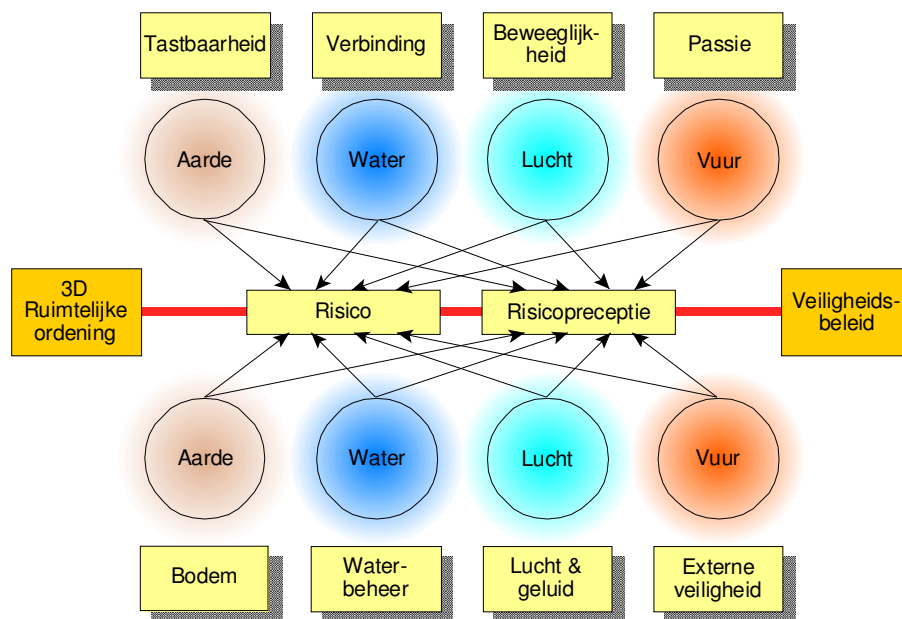 Tastbaarheid
Verbinding
Beweeglijk-
heid
Passie
Aarde
Water
Lucht
Vuur
3D
Ruimtelijke
ordening
Risico
Risicopreceptie
Veiligheids-
beleid
Aarde
Water
Lucht
Vuur
Bodem
Water-
beheer
Lucht &
geluid
Externe
veiligheid